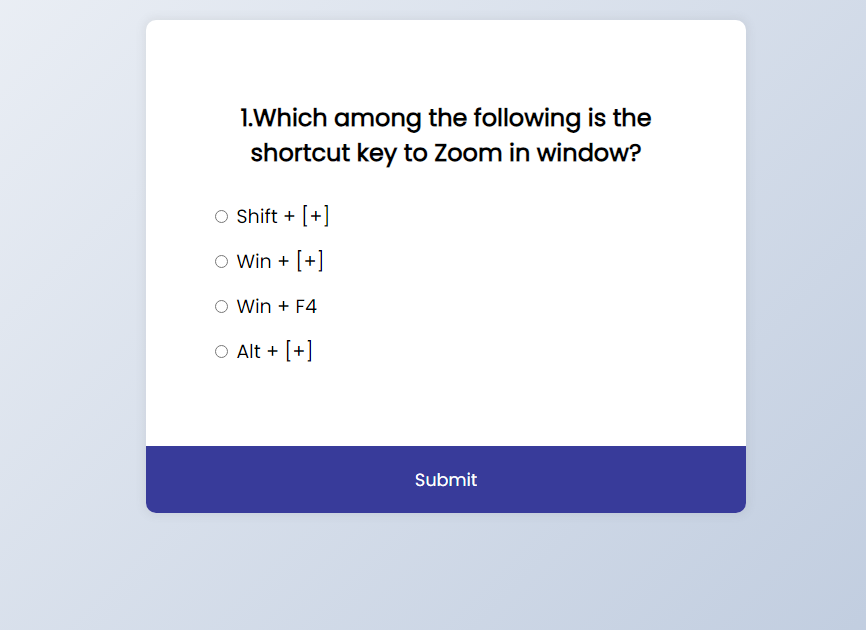 1.Which among the following is the
shortcut key to Zoom in window?
Shift + [+]
Win + [+]
Win + F4
Alt + [+]
Submit